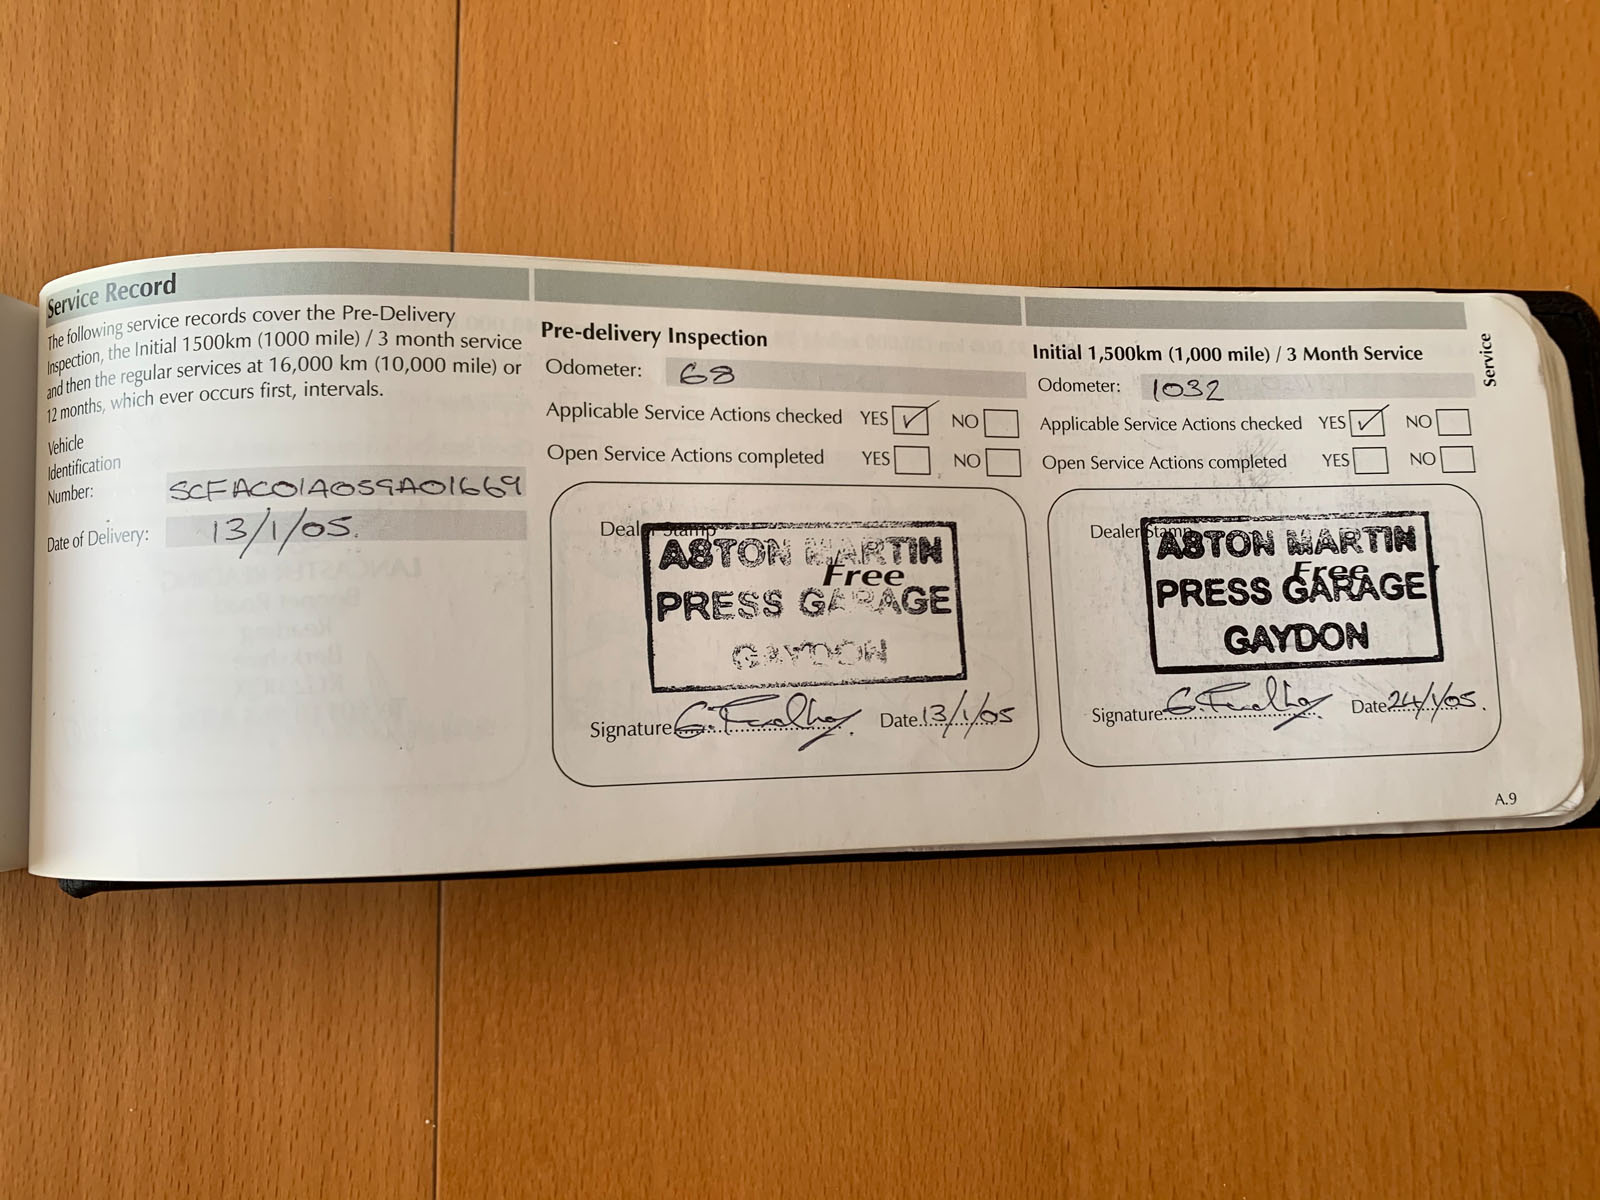 Service Record
The following service records cover the Pre-Delivery
Inspection, the Initial 1500km (1000 mile) / 3 month service
and then the regular services at 16,000 km (10,000 mile) or
12 months, which ever occurs first, intervals.
Vehicle
Identification
Number: SCFAC01A05GA01669
Date of Delivery: 13/1/05.
Pre-delivery Inspection
Odometer: 68
Applicable Service Actions checked YES NO
Open Service Actions completed YES NO
Dealer Stamp
ASTON MARTIN
Free
PRESS GARAGE
GAYDON
Signature Date 13/1/05
Initial 1,500km (1,000 mile) / 3 Month Service
Odometer: 1032
Applicable Service Actions checked YES NO
Open Service Actions completed YES NO
Dealer Stamp
ASTON MARTIN
Free
PRESS GARAGE
GAYDON
Signature Date 24/1/05.
Service
A.9